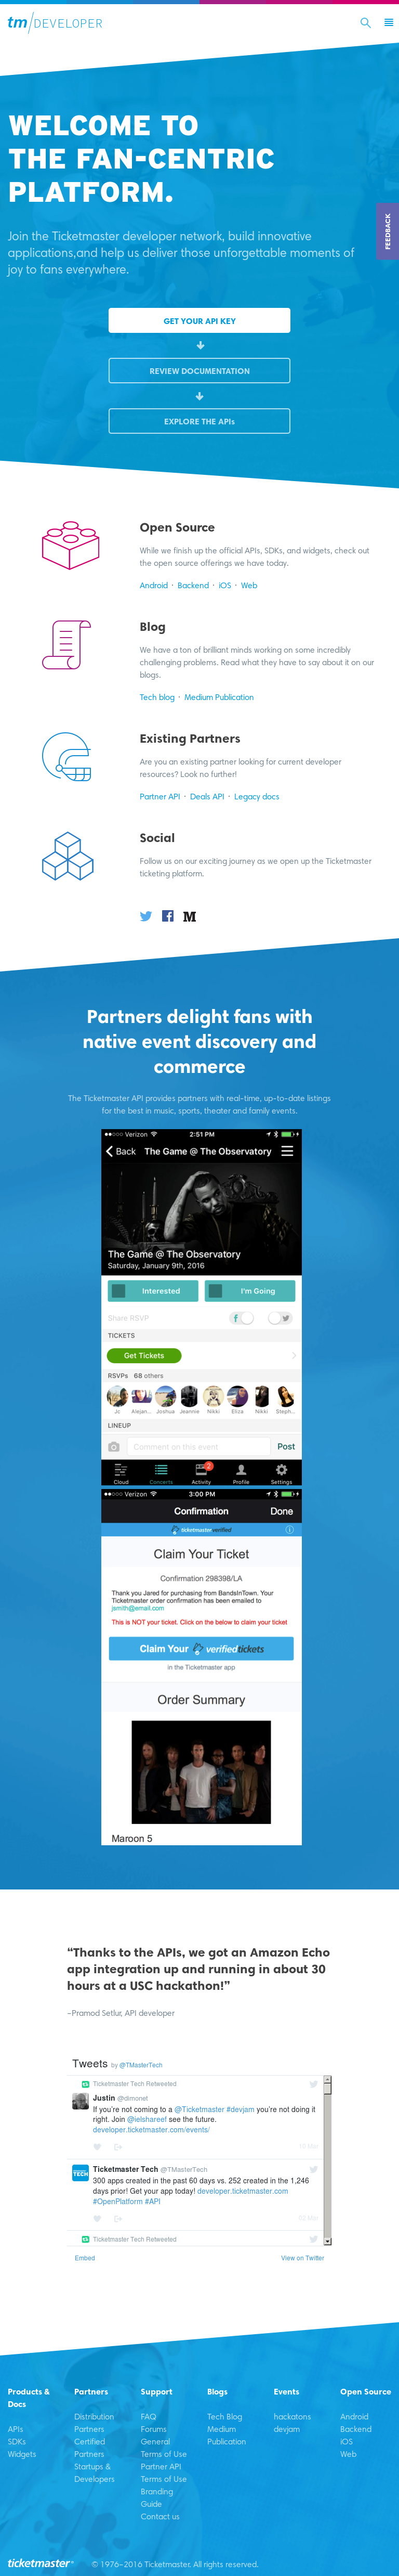 tm/DEVELOPER
WELCOME TO
THE FAN-CENTRIC
PLATFORM.
FEEDBACK
Join the Ticketmaster developer network, build innovative
applications,and help us deliver those unforgettable moments of
joy to fans everywhere.
GET YOUR API KEY
REVIEW DOCUMENTATION
EXPLORE THE APIs
Open Source
While we finish up the official APIs, SDKs, and widgets, check out
the open source offerings we have today.
Android · Backend · iOS · Web
Blog
We have a ton of brilliant minds working on some incredibly
challenging problems. Read what they have to say about it on our
blogs.
Tech blog · Medium Publication
Existing Partners
Are you an existing partner looking for current developer
resources? Look no further!
Partner API · Deals API · Legacy docs
Social
Follow us on our exciting journey as we open up the Ticketmaster
ticketing platform.
M
Partners delight fans with
native event discovery and
commerce
The Ticketmaster API provides partners with real-time, up-to-date listings
for the best in music, sports, theater and family events.
Verizon 2:51 PM
Back The Game @ The Observatory
The Game @ The Observatory
Saturday, January 9th, 2016
Interested I'm Going
Share RSVP
TICKETS
Get Tickets
RSVPs 68 others
Jc Alejan... Joshua Jeannie Nikki Eliza Nikki Steph...
LINEUP
Comment on this event Post
2
Cloud Concerts Activity Profile Settings
Verizon 3:00 PM
Confirmation Done
ticketmaster verified
Claim Your Ticket
Confirmation 298398/LA
Thank you for purchasing from BandsInTown. Your
Ticketmaster order confirmation has been emailed to
jsmith@email.com
This is NOT your ticket. Click on the below to claim your ticket
Claim Your verifiedtickets
in the Ticketmaster app
Order Summary
Maroon 5
“Thanks to the APIs, we got an Amazon Echo
app integration up and running in about 30
hours at a USC hackathon!”
-Pramod Setlur, API developer
Tweets by @TMasterTech
Ticketmaster Tech Retweeted
Justin @dimonet
If you're not coming to a @Ticketmaster #devjam you're not doing it
right. Join @ielshareef see the future.
developer.ticketmaster.com/events/
Ticketmaster Tech @TMasterTech
TECH
300 apps created in the past 60 days vs. 252 created in the 1,246
days prior! Get your app today! developer.ticketmaster.com
#OpenPlatform #API
Ticketmaster Tech Retweeted
Embed View on Twitter
Products &
Docs
APIs
SDKs
Widgets
Partners
Distribution
Partners
Certified
Partners
Startups &
Developers
Support
FAQ
Forums
General
Terms of Use
Partner API
Terms of Use
Branding
Guide
Contact us
Blogs
Tech Blog
Medium
Publication
Events
hackatons
devjam
Open Source
Android
Backend
iOS
Web
ticketmaster® © 1976-2016 Ticketmaster. All rights reserved.